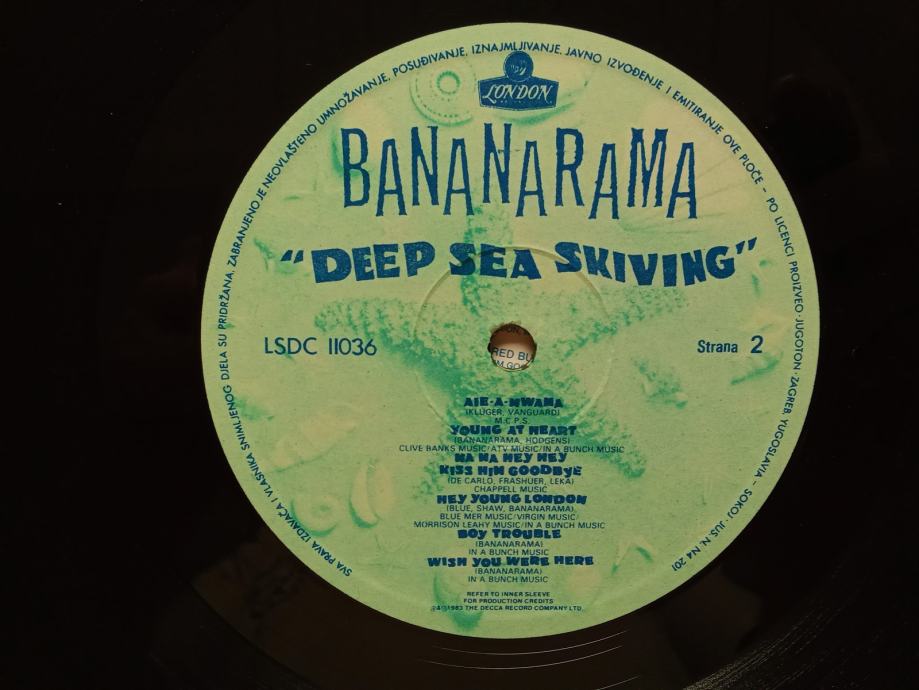 SVA PRAVA IZDAVAČA I VLASNIKA SNIMLJENOG DJELA SU PRIDRŽANA. ZABRANJENO JE NEOVLAŠTENO UMNOŽAVANJE, POSUĐIVANJE, IZNAJMLJIVANJE, JAVNO IZVOĐENJE I EMITIRANJE OVE PLOČE – PO LICENCI PROIZVEO · JUGOTON · ZAGREB, YUGOSLAVIA – SOKOJ JUS. N. N4 201
LONDON
BANANARAMA
"DEEP SEA SKIVING"
LSDC 11036
Strana 2
RED BU
AIE-A-MWANA
(KLUGER, VANGUARD)
M.C.P.S.
YOUNG AT HEART
(BANANARAMA, HODGENS)
CLIVE BANKS MUSIC/ATV MUSIC/IN A BUNCH MUSIC
NA NA HEY HEY
KISS HIM GOODBYE
(DE CARLO, FRASHUER, LEKA)
CHAPPELL MUSIC
HEY YOUNG LONDON
(BLUE, SHAW, BANANARAMA)
BLUE MER MUSIC/VIRGIN MUSIC
MORRISON LEAHY MUSIC/IN A BUNCH MUSIC
BOY TROUBLE
(BANANARAMA)
IN A BUNCH MUSIC
WISH YOU WERE HERE
(BANANARAMA)
IN A BUNCH MUSIC
REFER TO INNER SLEEVE
FOR PRODUCTION CREDITS
1983 THE DECCA RECORD COMPANY LTD.